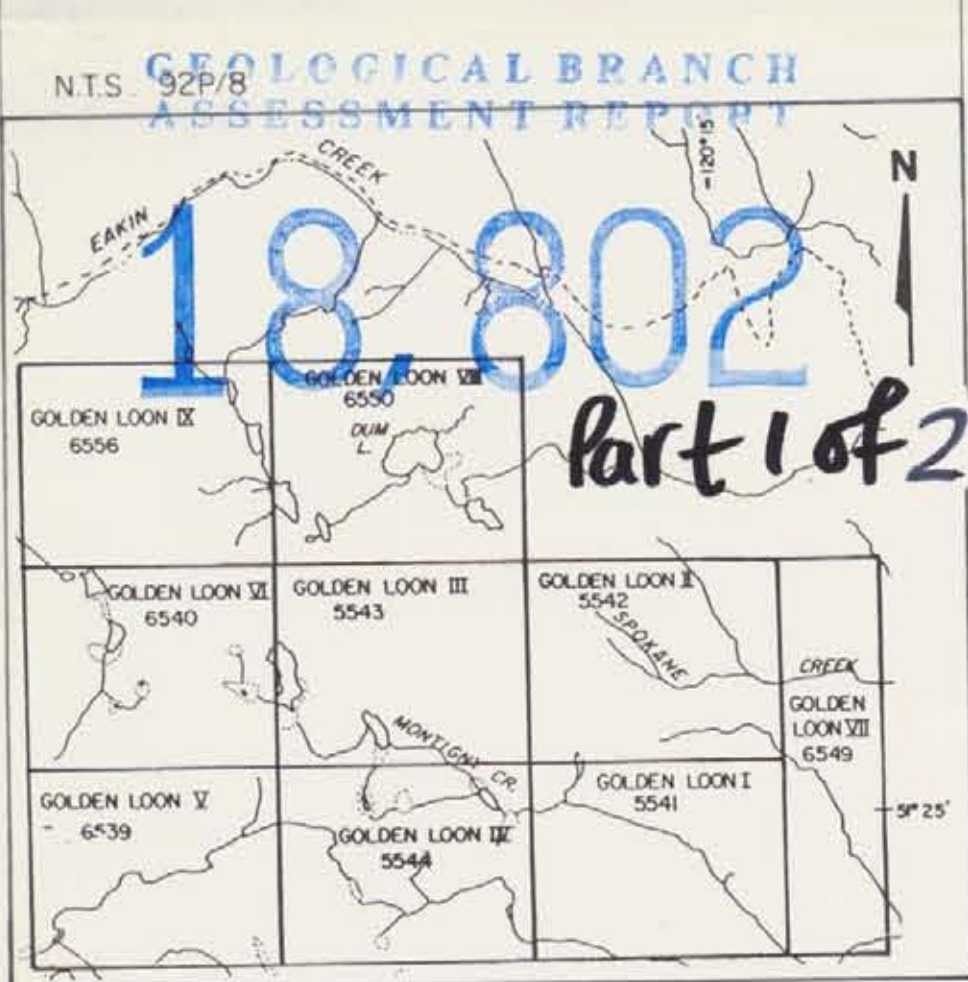 GEOLOGICAL BRANCH
N.T.S. 92P/8
ASSESSMENT REPORT
-120°15'
N
EAKIN CREEK
18,802
Part 1 of 2
GOLDEN LOON IX
6556
GOLDEN LOON VIII
6550
DUM
L.
GOLDEN LOON VI
6540
GOLDEN LOON III
5543
GOLDEN LOON II
5542
SPOKANE CREEK
GOLDEN
LOON VII
6549
MONTIGNY CR.
GOLDEN LOON V
6539
GOLDEN LOON IV
5544
GOLDEN LOON I
5541
51° 25'